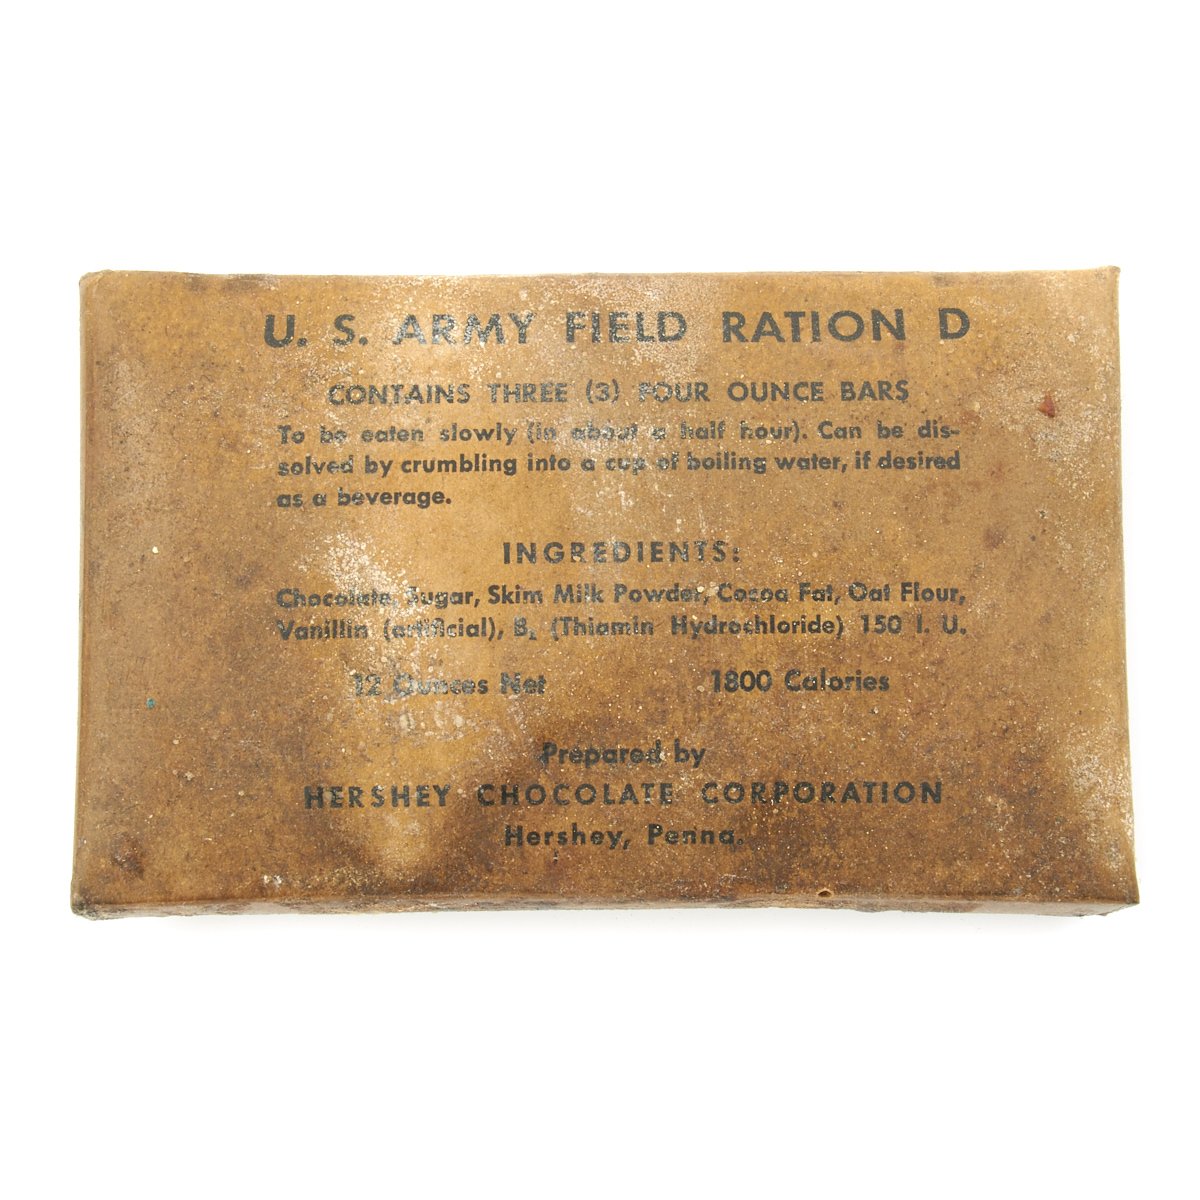 U. S. ARMY FIELD RATION D
CONTAINS THREE (3) FOUR OUNCE BARS
To be eaten slowly (in about a half hour). Can be dis-
solved by crumbling into a cup of boiling water, if desired
as a beverage.
INGREDIENTS:
Chocolate, Sugar, Skim Milk Powder, Cocoa Fat, Oat Flour,
Vanillin (artificial), B₁ (Thiamin Hydrochloride) 150 I. U.
12 Ounces Net 1800 Calories
Prepared by
HERSHEY CHOCOLATE CORPORATION
Hershey, Penna.